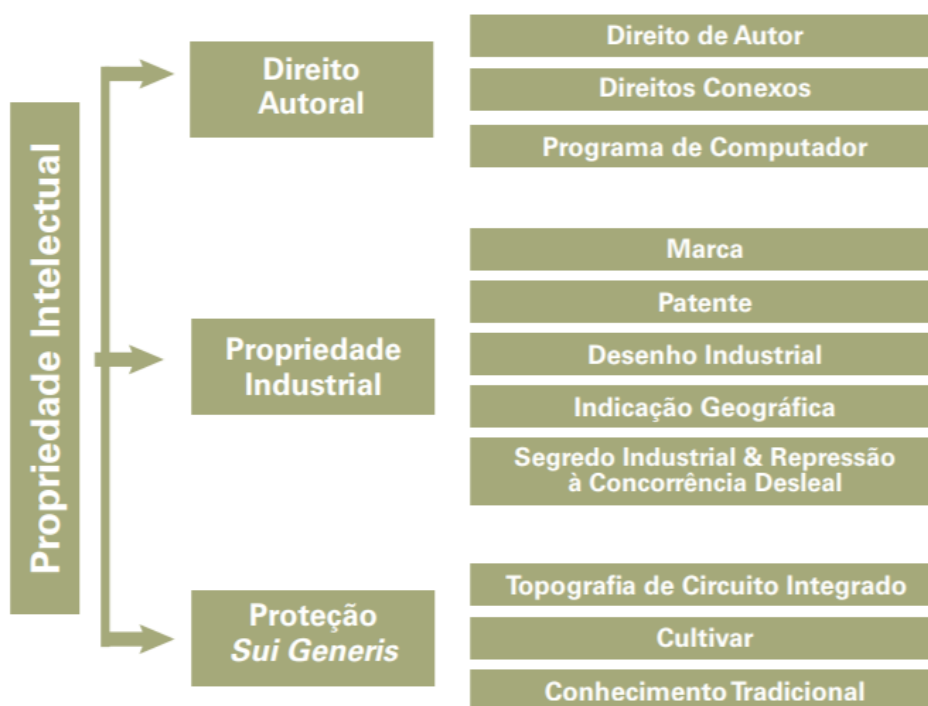 Propriedade Intelectual
Direito
Autoral
Direito de Autor
Direitos Conexos
Programa de Computador
Propriedade
Industrial
Marca
Patente
Desenho Industrial
Indicação Geográfica
Segredo Industrial & Repressão
à Concorrência Desleal
Proteção
Sui Generis
Topografia de Circuito Integrado
Cultivar
Conhecimento Tradicional